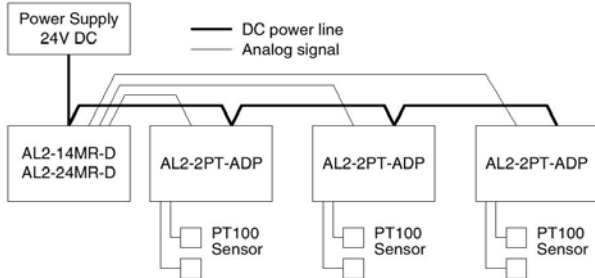 Power Supply
24V DC
DC power line
Analog signal
AL2-14MR-D
AL2-24MR-D
AL2-2PT-ADP
AL2-2PT-ADP
AL2-2PT-ADP
PT100
Sensor
PT100
Sensor
PT100
Sensor